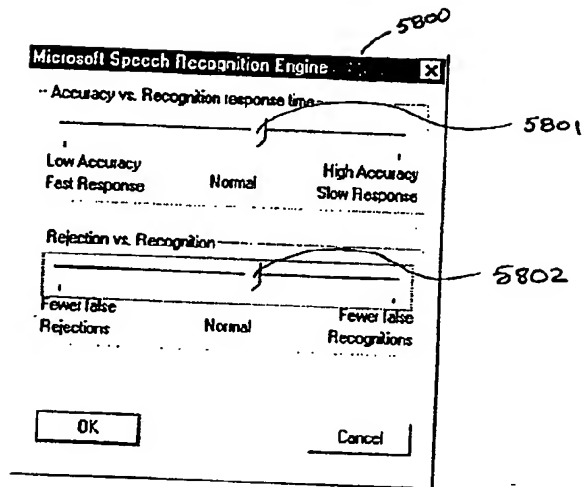 5800
Microsoft Speech Recognition Engine
Accuracy vs. Recognition response time
5801
Low Accuracy High Accuracy
Fast Response Normal Slow Response
Rejection vs. Recognition
5802
Fewer false Fewer false
Rejections Normal Recognitions
OK Cancel